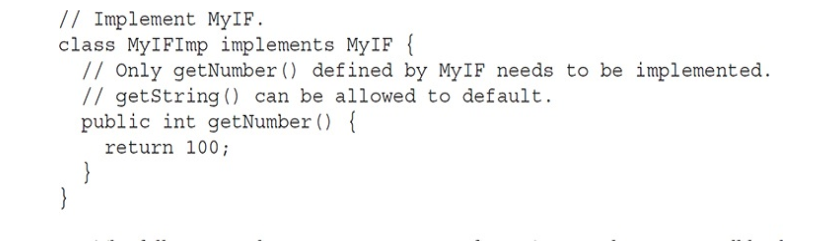 // Implement MyIF.
class MyIFImp implements MyIF {
  // Only getNumber() defined by MyIF needs to be implemented.
  // getString() can be allowed to default.
  public int getNumber() {
    return 100;
  }
}